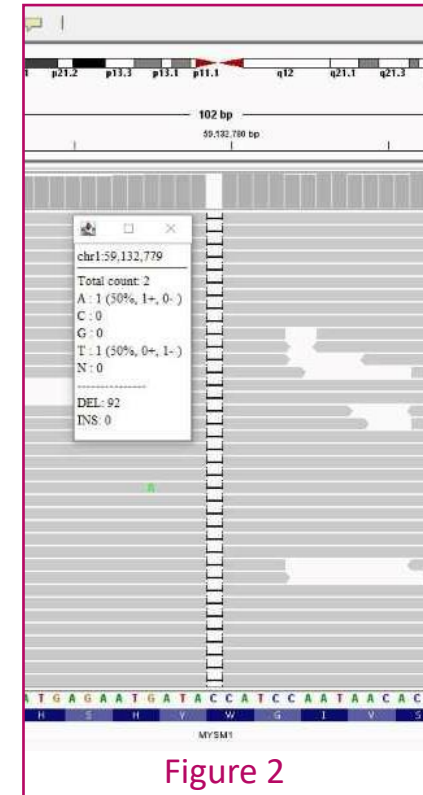 p21.2 p13.3 p13.1 p11.1 q12 q21.1 q21.3
102 bp
59,132,780 bp
chr1:59,132,779
Total count: 2
A : 1 (50%, 1+, 0- )
C : 0
G : 0
T : 1 (50%, 0+, 1- )
N : 0
---------------
DEL: 92
INS: 0
A
A T G A G A A T G A T A C C A T C C A A T A A C A C
H S H Y W G I V S
MYSM1
Figure 2